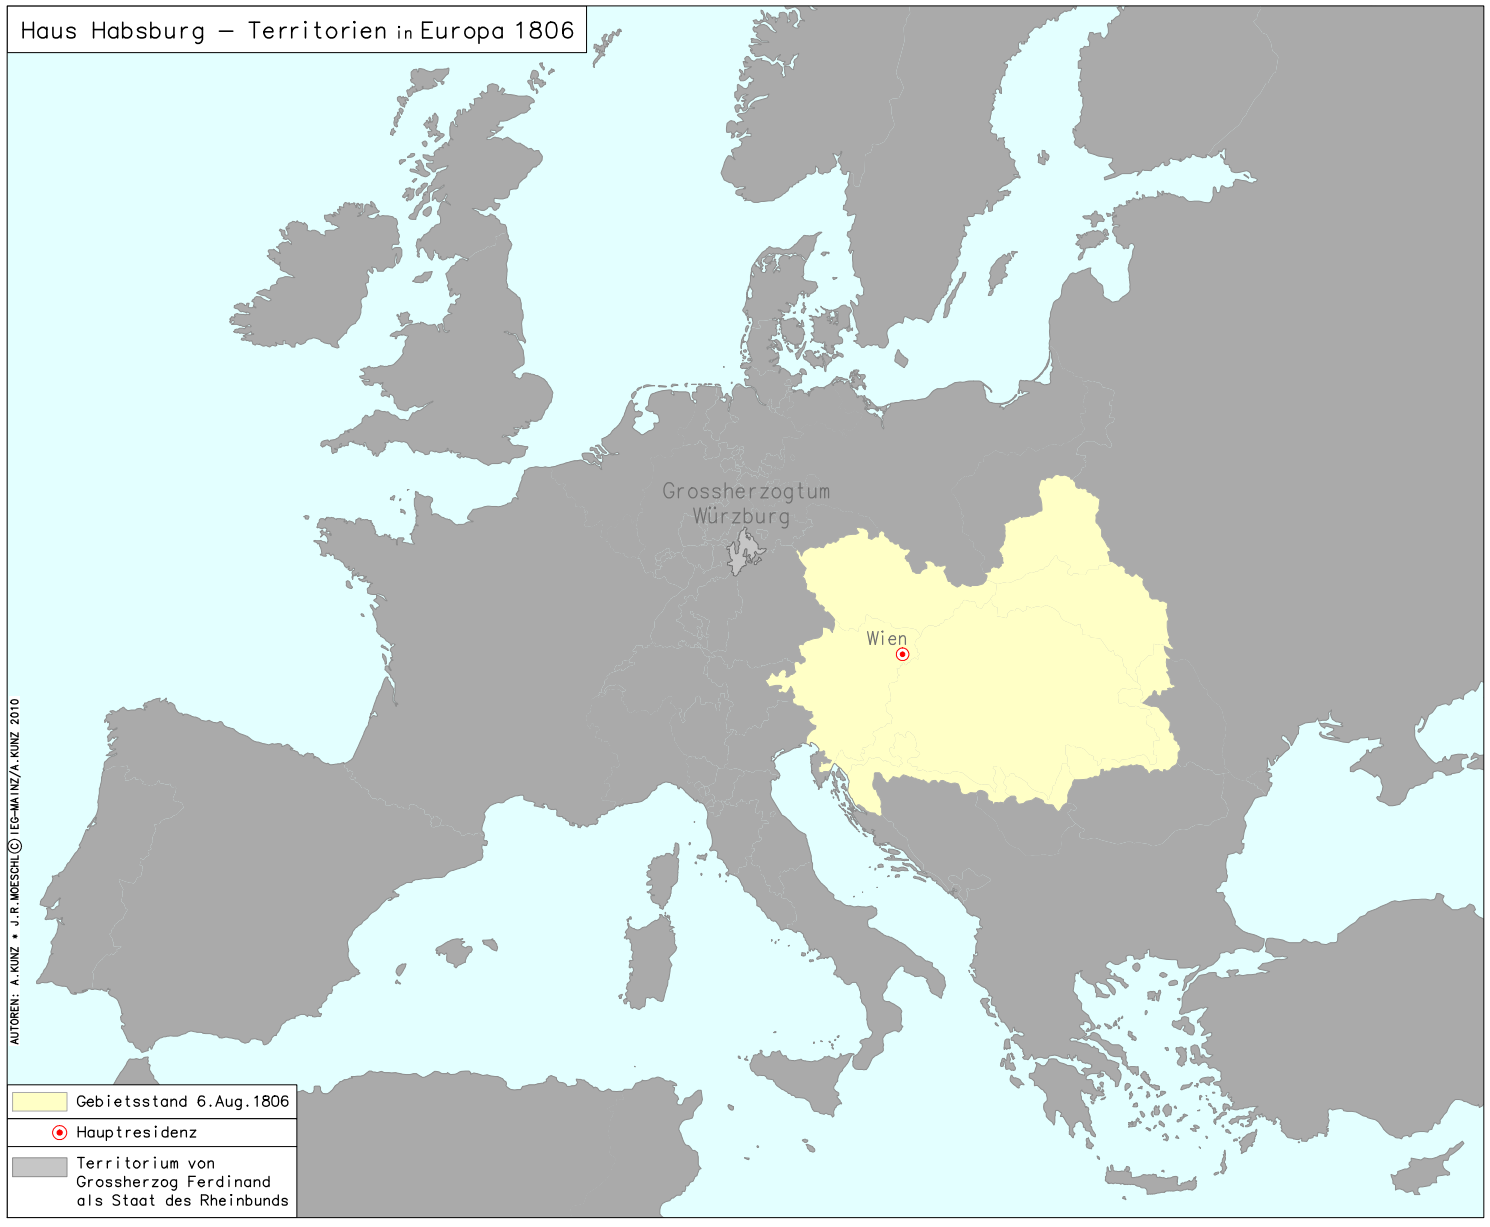 Haus Habsburg – Territorien in Europa 1806
Grossherzogtum
Würzburg
Wien
AUTOREN: A.KUNZ * J.R.MOESCHL © IEG-MAINZ/A.KUNZ 2010
Gebietsstand 6.Aug.1806
Hauptresidenz
Territorium von
Grossherzog Ferdinand
als Staat des Rheinbunds